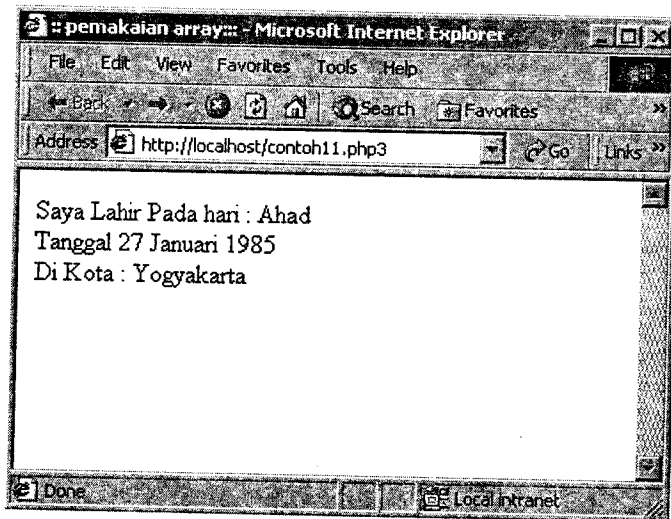 :: pemakaian array::: - Microsoft Internet Explorer
File Edit View Favorites Tools Help
Back Search Favorites »
Address http://localhost/contoh11.php3 Go Links »
Saya Lahir Pada hari : Ahad
Tanggal 27 Januari 1985
Di Kota : Yogyakarta
Done Local intranet